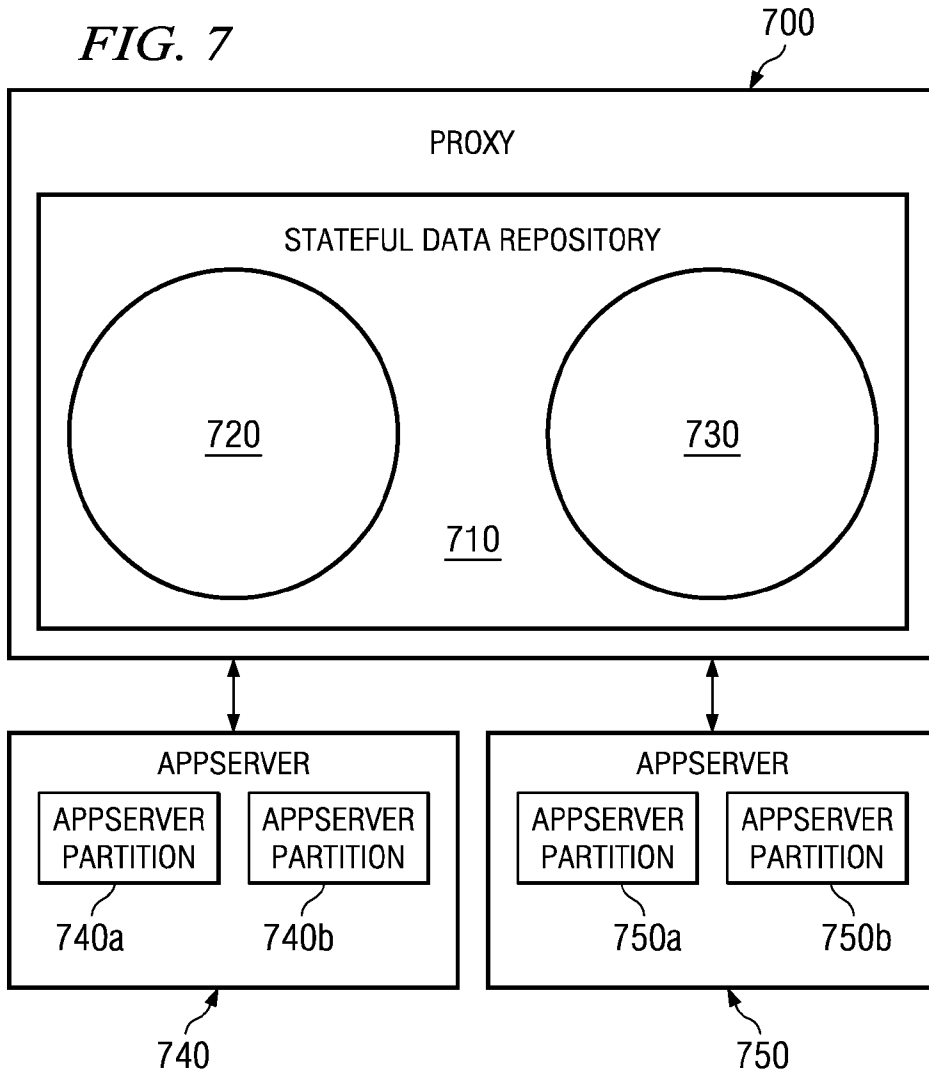 FIG. 7
700
PROXY
STATEFUL DATA REPOSITORY
720
730
710
APPSERVER
APPSERVER
PARTITION
APPSERVER
PARTITION
740a
740b
740
APPSERVER
APPSERVER
PARTITION
APPSERVER
PARTITION
750a
750b
750